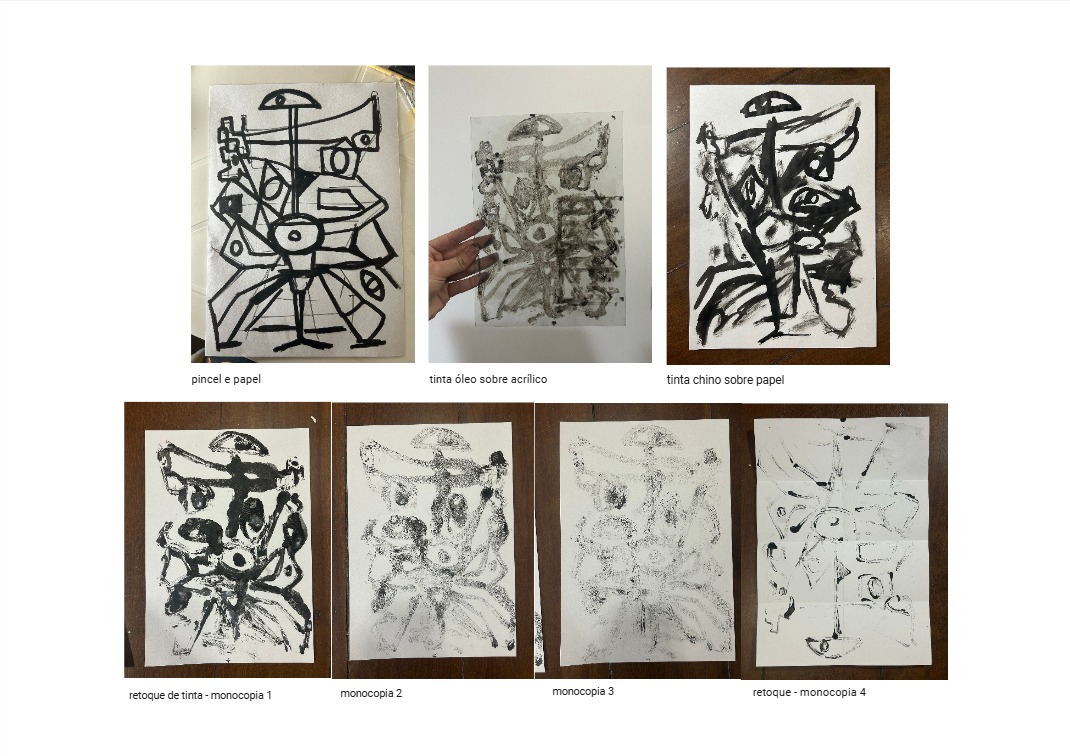 pincel e papel
tinta óleo sobre acrílico
tinta chino sobre papel
retoque de tinta - monocopia 1
monocopia 2
monocopia 3
retoque - monocopia 4